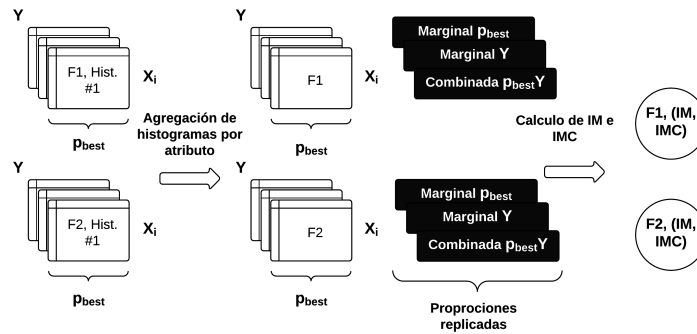 Y
F1, Hist.
#1
Xi
pbest
Y
F2, Hist.
#1
Xi
pbest
Agregación de
histogramas por
atributo
Y
F1
Xi
pbest
Y
F2
Xi
pbest
Marginal pbest
Marginal Y
Combinada pbestY
Marginal pbest
Marginal Y
Combinada pbestY
Proprociones
replicadas
Calculo de IM e
IMC
F1, (IM,
IMC)
F2, (IM,
IMC)